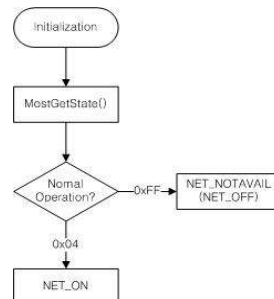 Initialization
MostGetState()
Nomal
Operation?
0xFF
NET_NOTAVAIL
(NET_OFF)
0x04
NET_ON